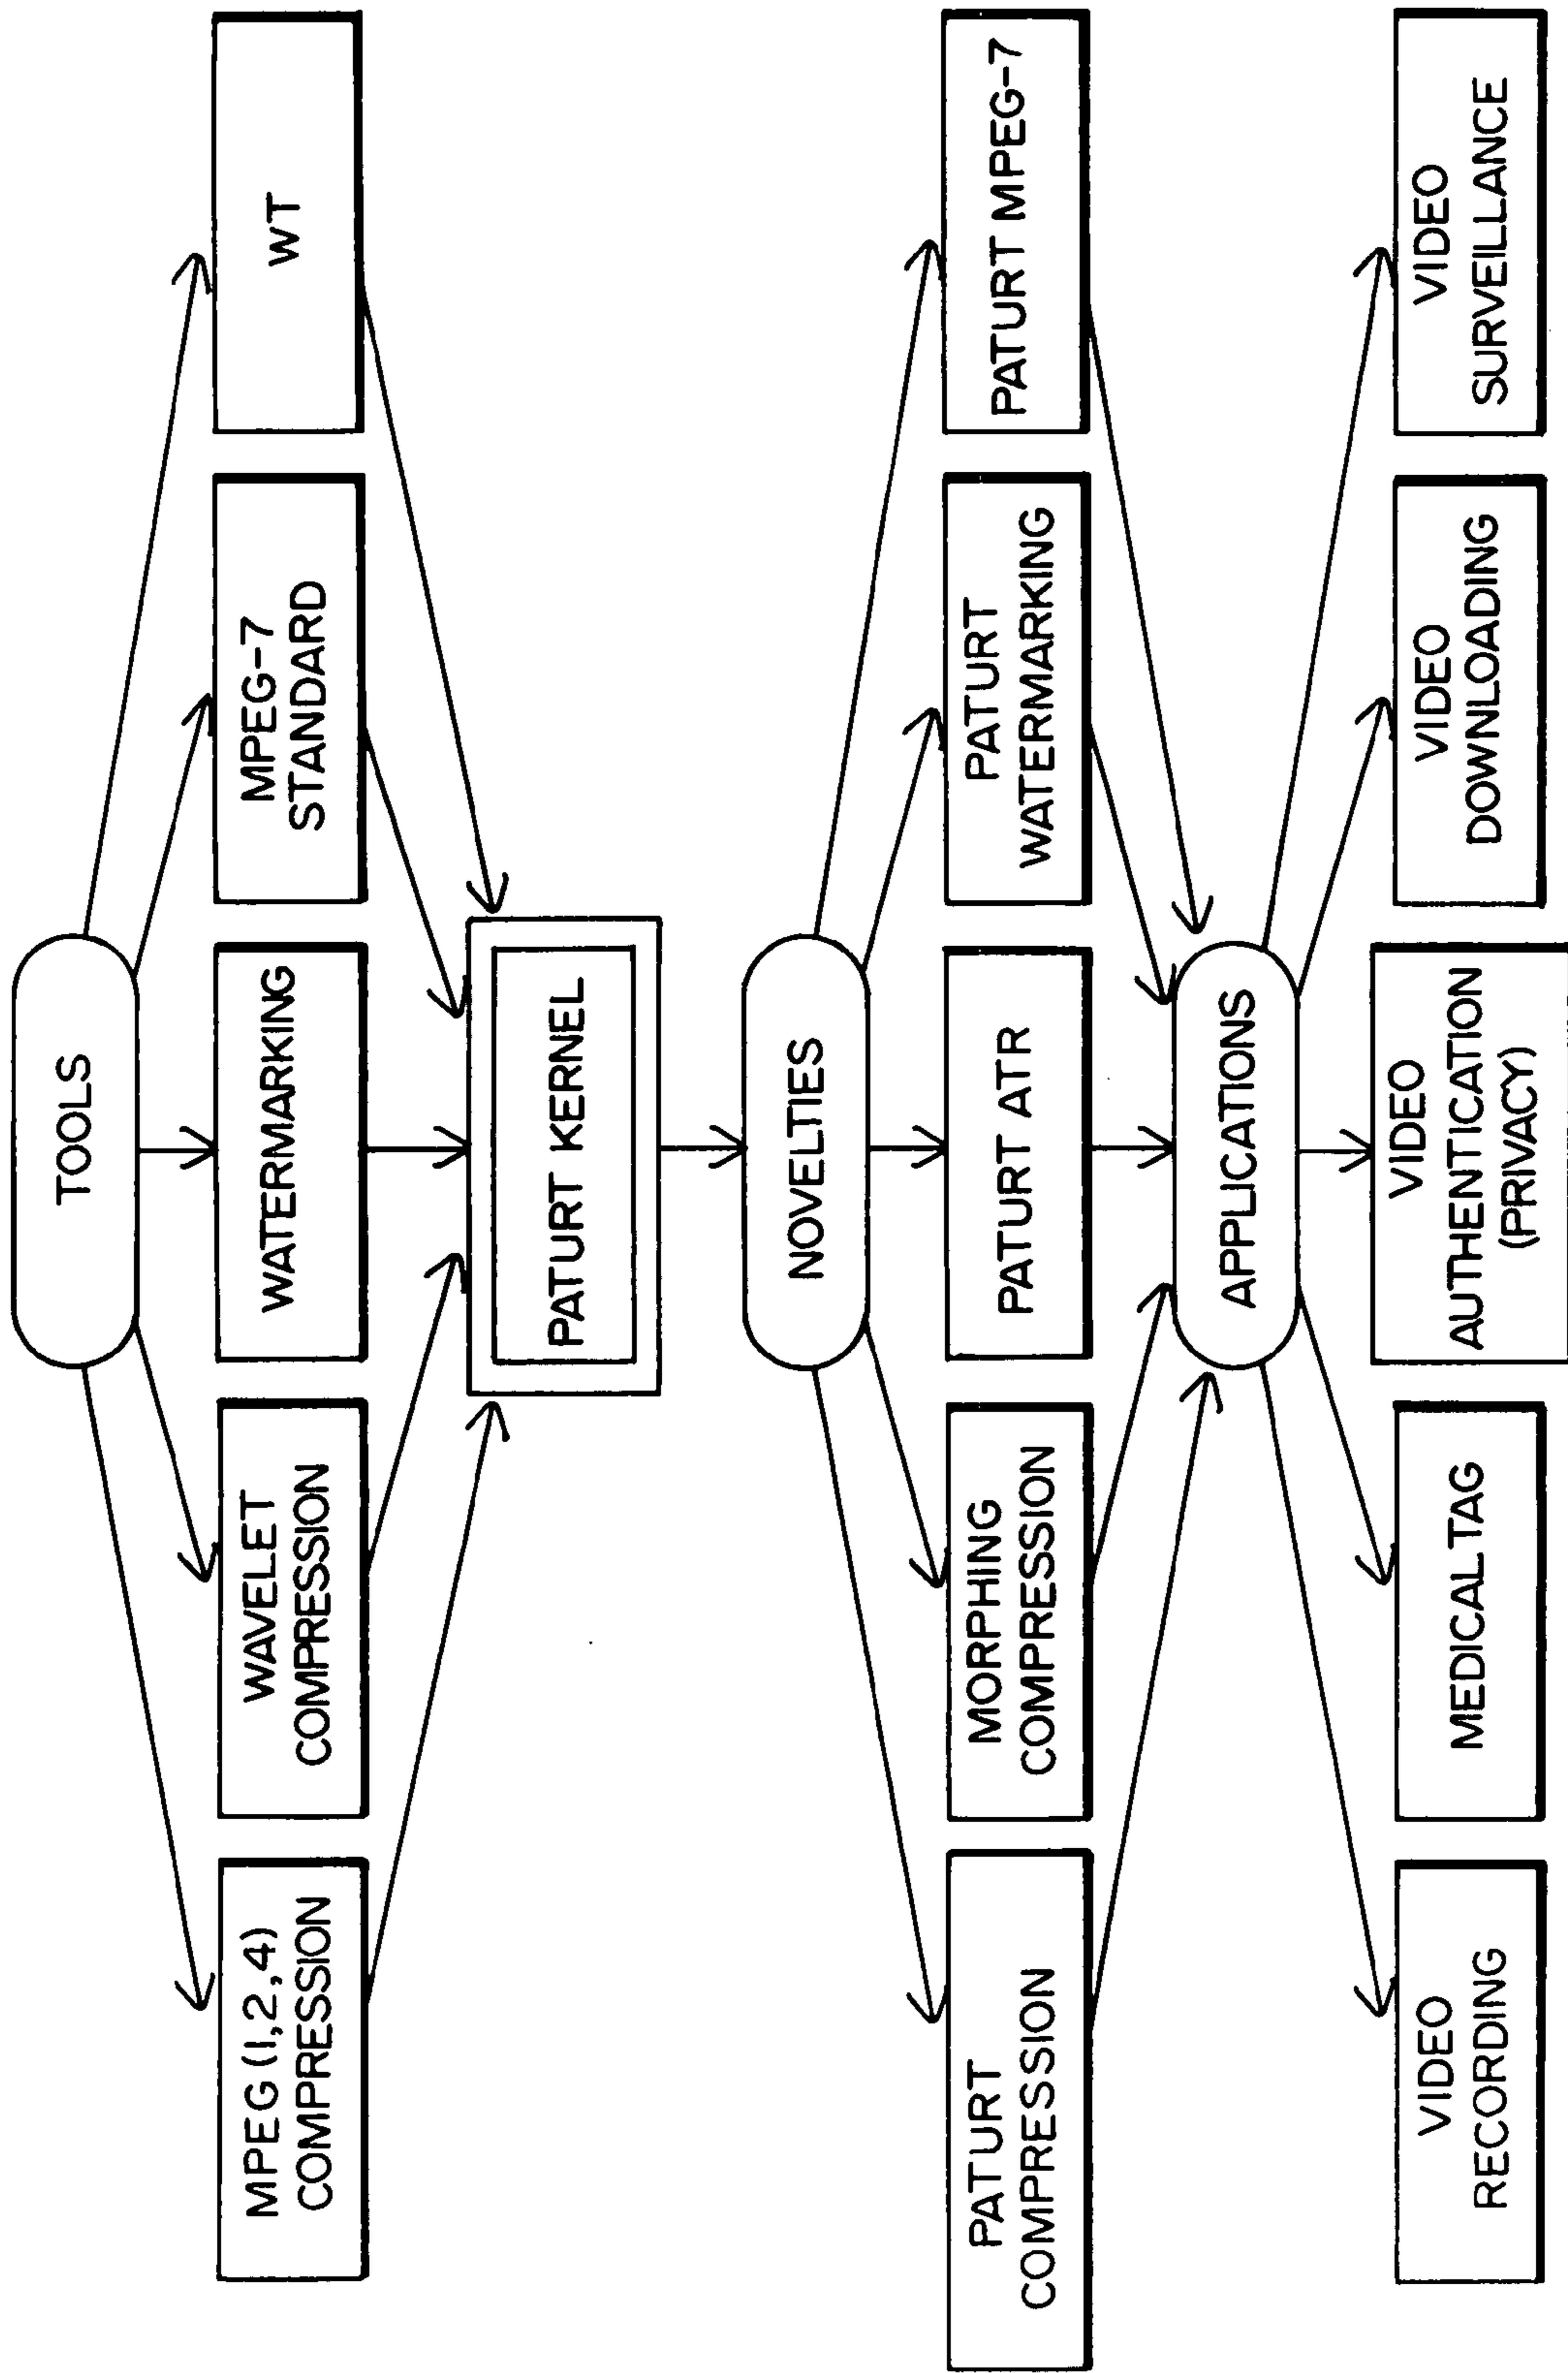 TOOLS
MPEG (1,2,4)
COMPRESSION
WAVELET
COMPRESSION
WATERMARKING
MPEG-7
STANDARD
WT
PATURT KERNEL
NOVELTIES
PATURT
COMPRESSION
MORPHING
COMPRESSION
PATURT ATR
PATURT
WATERMARKING
PATURT MPEG-7
APPLICATIONS
VIDEO
RECORDING
MEDICAL TAG
VIDEO
AUTHENTICATION
(PRIVACY)
VIDEO
DOWNLOADING
VIDEO
SURVEILLANCE